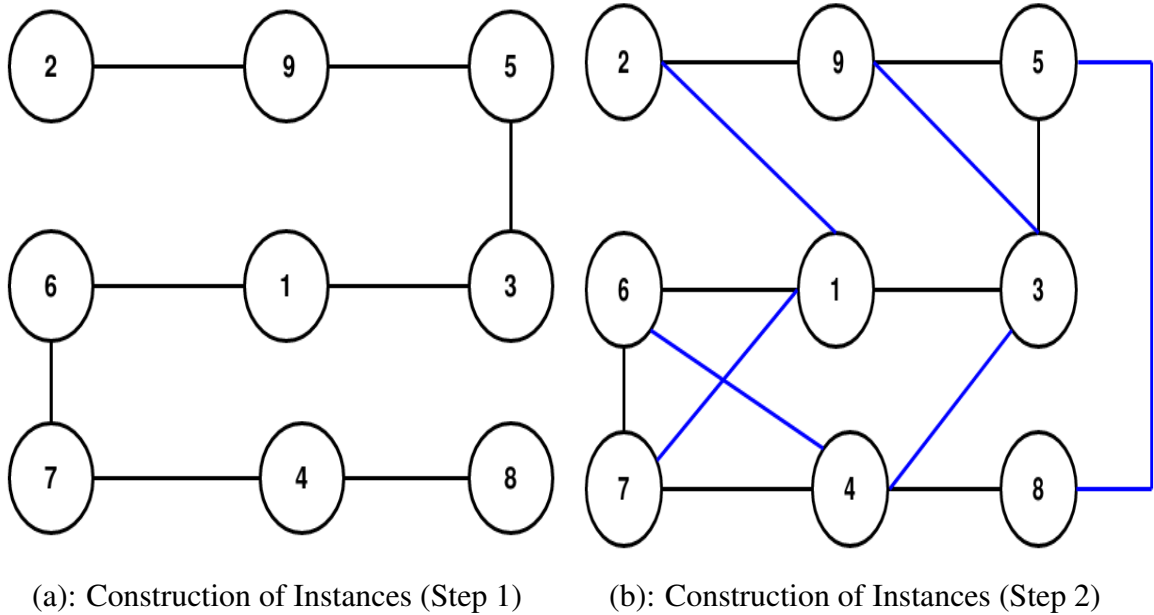 2 9 5 2 9 5
6 1 3 6 1 3
7 4 8 7 4 8
(a): Construction of Instances (Step 1) (b): Construction of Instances (Step 2)